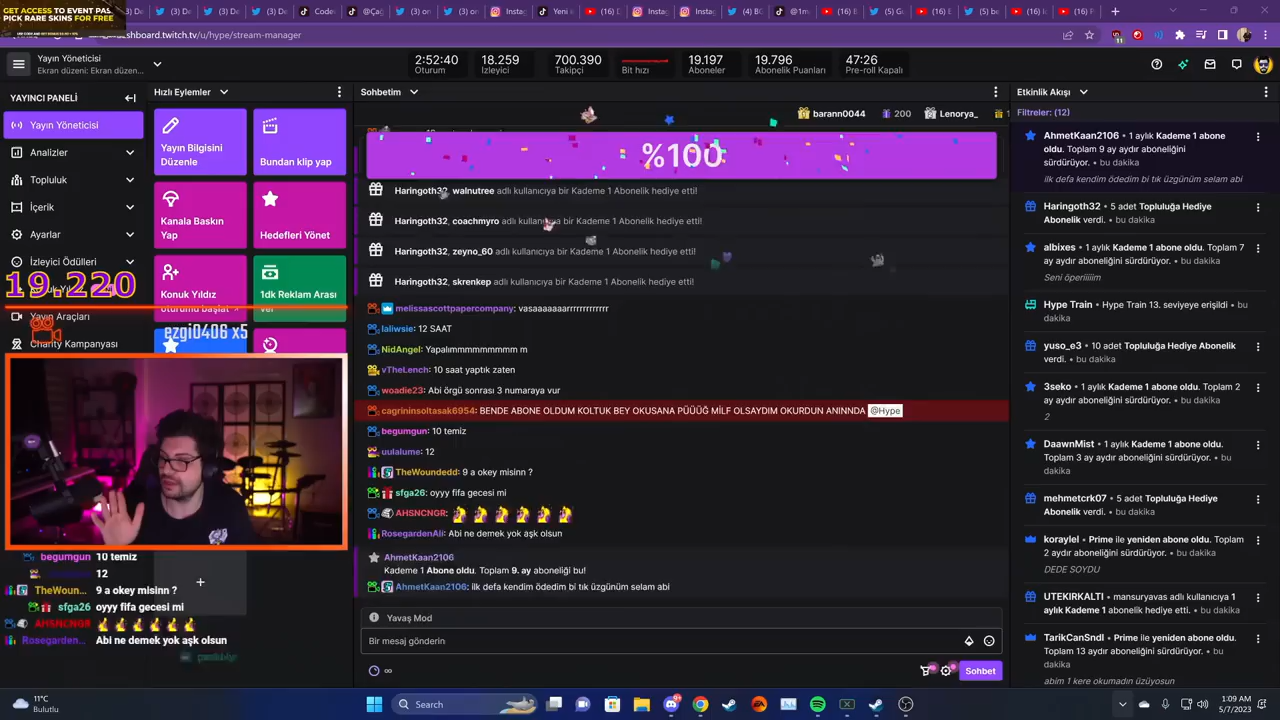 GET ACCESS TO EVENT PAS
PICK RARE SKINS FOR FREE
dashboard.twitch.tv/u/hype/stream-manager
Yayın Yöneticisi
Ekran düzeni: Ekran düzen...
2:52:40
Oturum
18.259
İzleyici
700.390
Takipçi
Bit hızı
19.197
Aboneler
19.796
Abonelik Puanları
47:26
Pre-roll Kapalı
YAYINCI PANELİ
Yayın Yöneticisi
Analizler
Topluluk
İçerik
Ayarlar
İzleyici Ödülleri
19.220
Yayın Araçları
Charity Kampanyası
Hızlı Eylemler
Yayın Bilgisini
Düzenle
Bundan klip yap
Kanala Baskın
Yap
Hedefleri Yönet
Konuk Yıldız
oturumu başlat
1dk Reklam Arası
ver
ezgi0406 x5
begumgun 10 temiz
12
TheWoun... 9 a okey misinn ?
sfga26 oyyy fifa gecesi mi
AHSNCNGR
Rosegarden... Abi ne demek yok aşk olsun
Sohbetim
barann0044 200 Lenorya_
%100
Haringoth32, walnutree adlı kullanıcıya bir Kademe 1 Abonelik hediye etti!
Haringoth32, coachmyro adlı kullanıcıya bir Kademe 1 Abonelik hediye etti!
Haringoth32, zeyno_60 adlı kullanıcıya bir Kademe 1 Abonelik hediye etti!
Haringoth32, skrenkep adlı kullanıcıya bir Kademe 1 Abonelik hediye etti!
melissascottpapercompany: vasaaaaaarrrrrrrrrrrr
laliwsie: 12 SAAT
NidAngel: Yapalımmmmmmmm m
vTheLench: 10 saat yaptık zaten
woadie23: Abi örgü sonrası 3 numaraya vur
cagrininsoltasak6954: BENDE ABONE OLDUM KOLTUK BEY OKUSANA PÜÜÜĞ MİLF OLSAYDIM OKURDUN ANINNDA @Hype
begumgun: 10 temiz
uulalume: 12
TheWoundedd: 9 a okey misinn ?
sfga26: oyyy fifa gecesi mi
AHSNCNGR:
RosegardenAli: Abi ne demek yok aşk olsun
AhmetKaan2106
Kademe 1 Abone oldu. Toplam 9. ay aboneliği bu!
AhmetKaan2106: ilk defa kendim ödedim bi tık üzgünüm selam abi
Yavaş Mod
Bir mesaj gönderin
Sohbet
Etkinlik Akışı
Filtreler: (12)
AhmetKaan2106 • 1 aylık Kademe 1 abone
oldu. Toplam 9 ay aydır aboneliğini
sürdürüyor. • bu dakika
ilk defa kendim ödedim bi tık üzgünüm selam abi
Haringoth32 • 5 adet Topluluğa Hediye
Abonelik verdi. • bu dakika
albixes • 1 aylık Kademe 1 abone oldu. Toplam 7
ay aydır aboneliğini sürdürüyor. • bu dakika
Seni öperiiiiim
Hype Train • Hype Train 13. seviyeye erişildi • bu
dakika
yuso_e3 • 10 adet Topluluğa Hediye Abonelik
verdi. • bu dakika
3seko • 1 aylık Kademe 1 abone oldu. Toplam 2
ay aydır aboneliğini sürdürüyor. • bu dakika
2
DaawnMist • 1 aylık Kademe 1 abone oldu.
Toplam 3 ay aydır aboneliğini sürdürüyor. • bu
dakika
mehmetcrk07 • 5 adet Topluluğa Hediye
Abonelik verdi. • bu dakika
koraylel • Prime ile yeniden abone oldu. Toplam
2 aydır aboneliğini sürdürüyor. • bu dakika
DEDE SOYDU
UTEKIRKALTI • mansuryavas adlı kullanıcıya 1
aylık Kademe 1 abonelik hediye etti. • bu dakika
TarikCanSndl • Prime ile yeniden abone oldu.
Toplam 13 aydır aboneliğini sürdürüyor. • bu
dakika
abim 1 kere okumadın üzüyosun
11°C
Bulutlu
Search
1:09 AM
5/7/2023